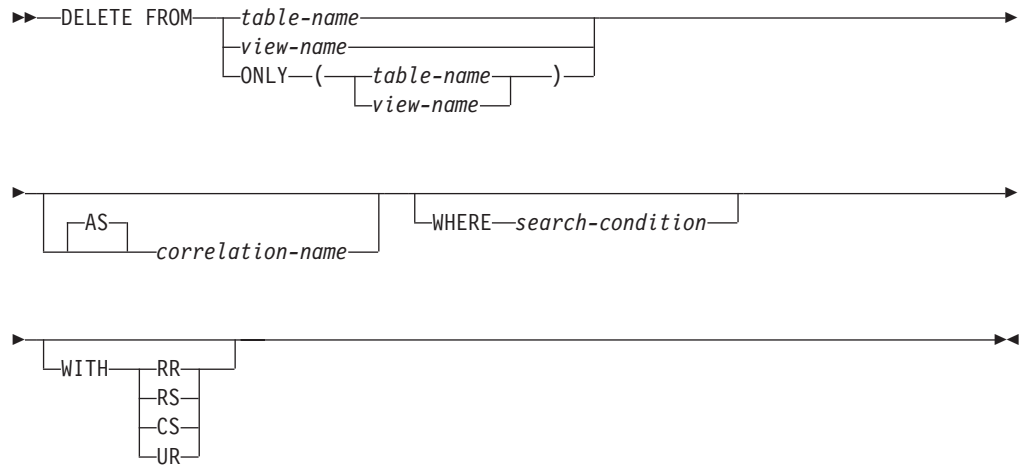 DELETE FROM table-name
view-name
ONLY ( table-name )
view-name
AS
correlation-name
WHERE search-condition
WITH RR
RS
CS
UR